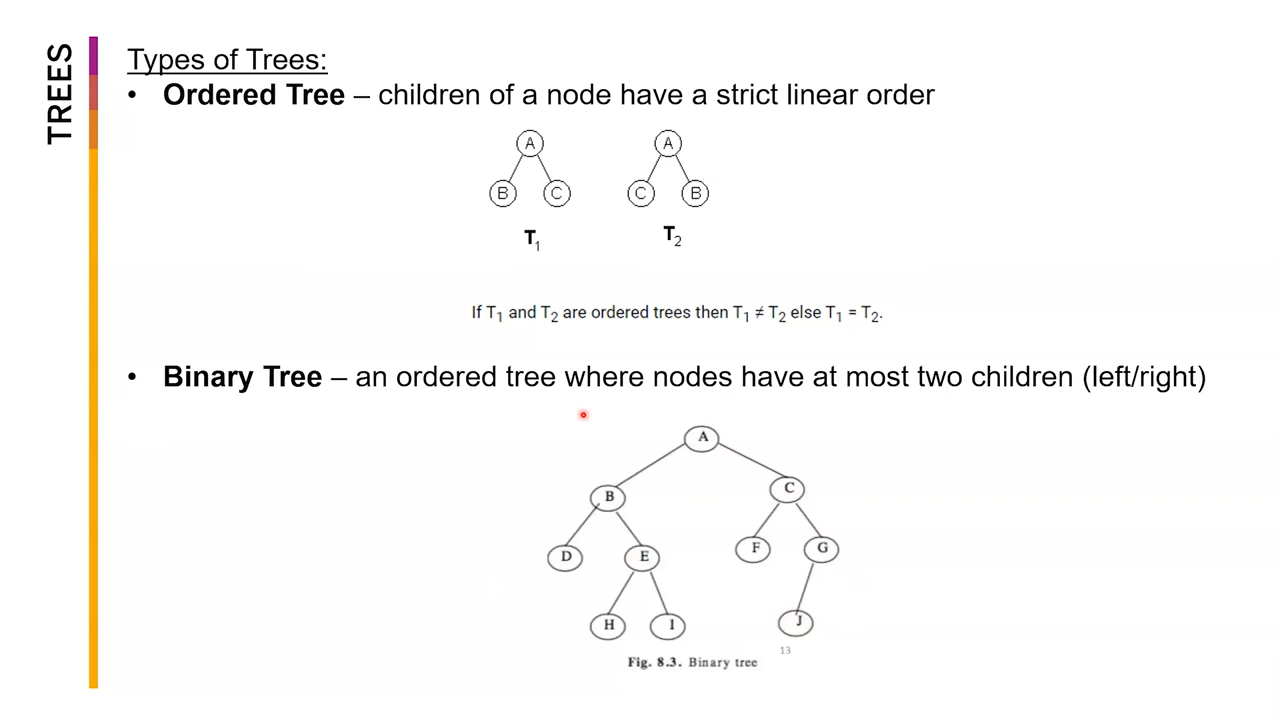 TREES
Types of Trees:
• Ordered Tree – children of a node have a strict linear order
A A
B C C B
T1 T2
If T1 and T2 are ordered trees then T1 ≠ T2 else T1 = T2.
• Binary Tree – an ordered tree where nodes have at most two children (left/right)
A
B C
D E F G
H I J
13
Fig. 8.3. Binary tree